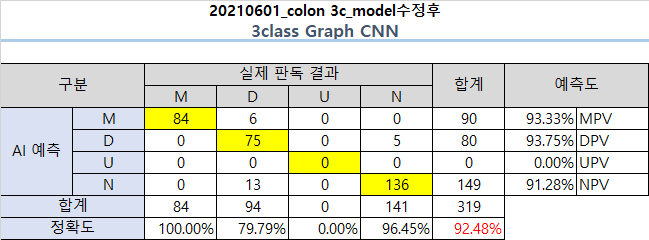 20210601_colon 3c_model수정후
3class Graph CNN
구분 실제 판독 결과 합계 예측도
M D U N
AI 예측 M 84 6 0 0 90 93.33% MPV
D 0 75 0 5 80 93.75% DPV
U 0 0 0 0 0 0.00% UPV
N 0 13 0 136 149 91.28% NPV
합계 84 94 0 141 319
정확도 100.00% 79.79% 0.00% 96.45% 92.48%